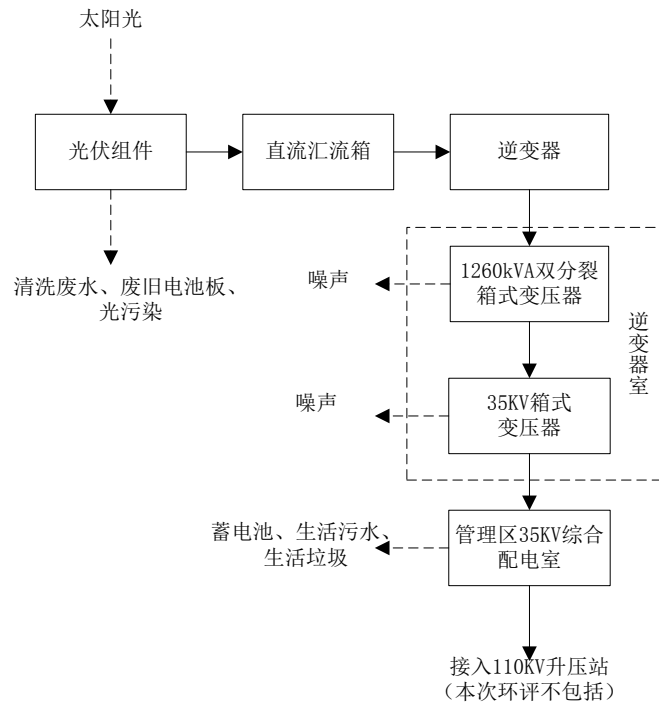 太阳光
光伏组件
直流汇流箱
逆变器
清洗废水、废旧电池板、
光污染
噪声
1260kVA双分裂
箱式变压器
逆变器室
噪声
35KV箱式
变压器
蓄电池、生活污水、
生活垃圾
管理区35KV综合
配电室
接入110KV升压站
（本次环评不包括）